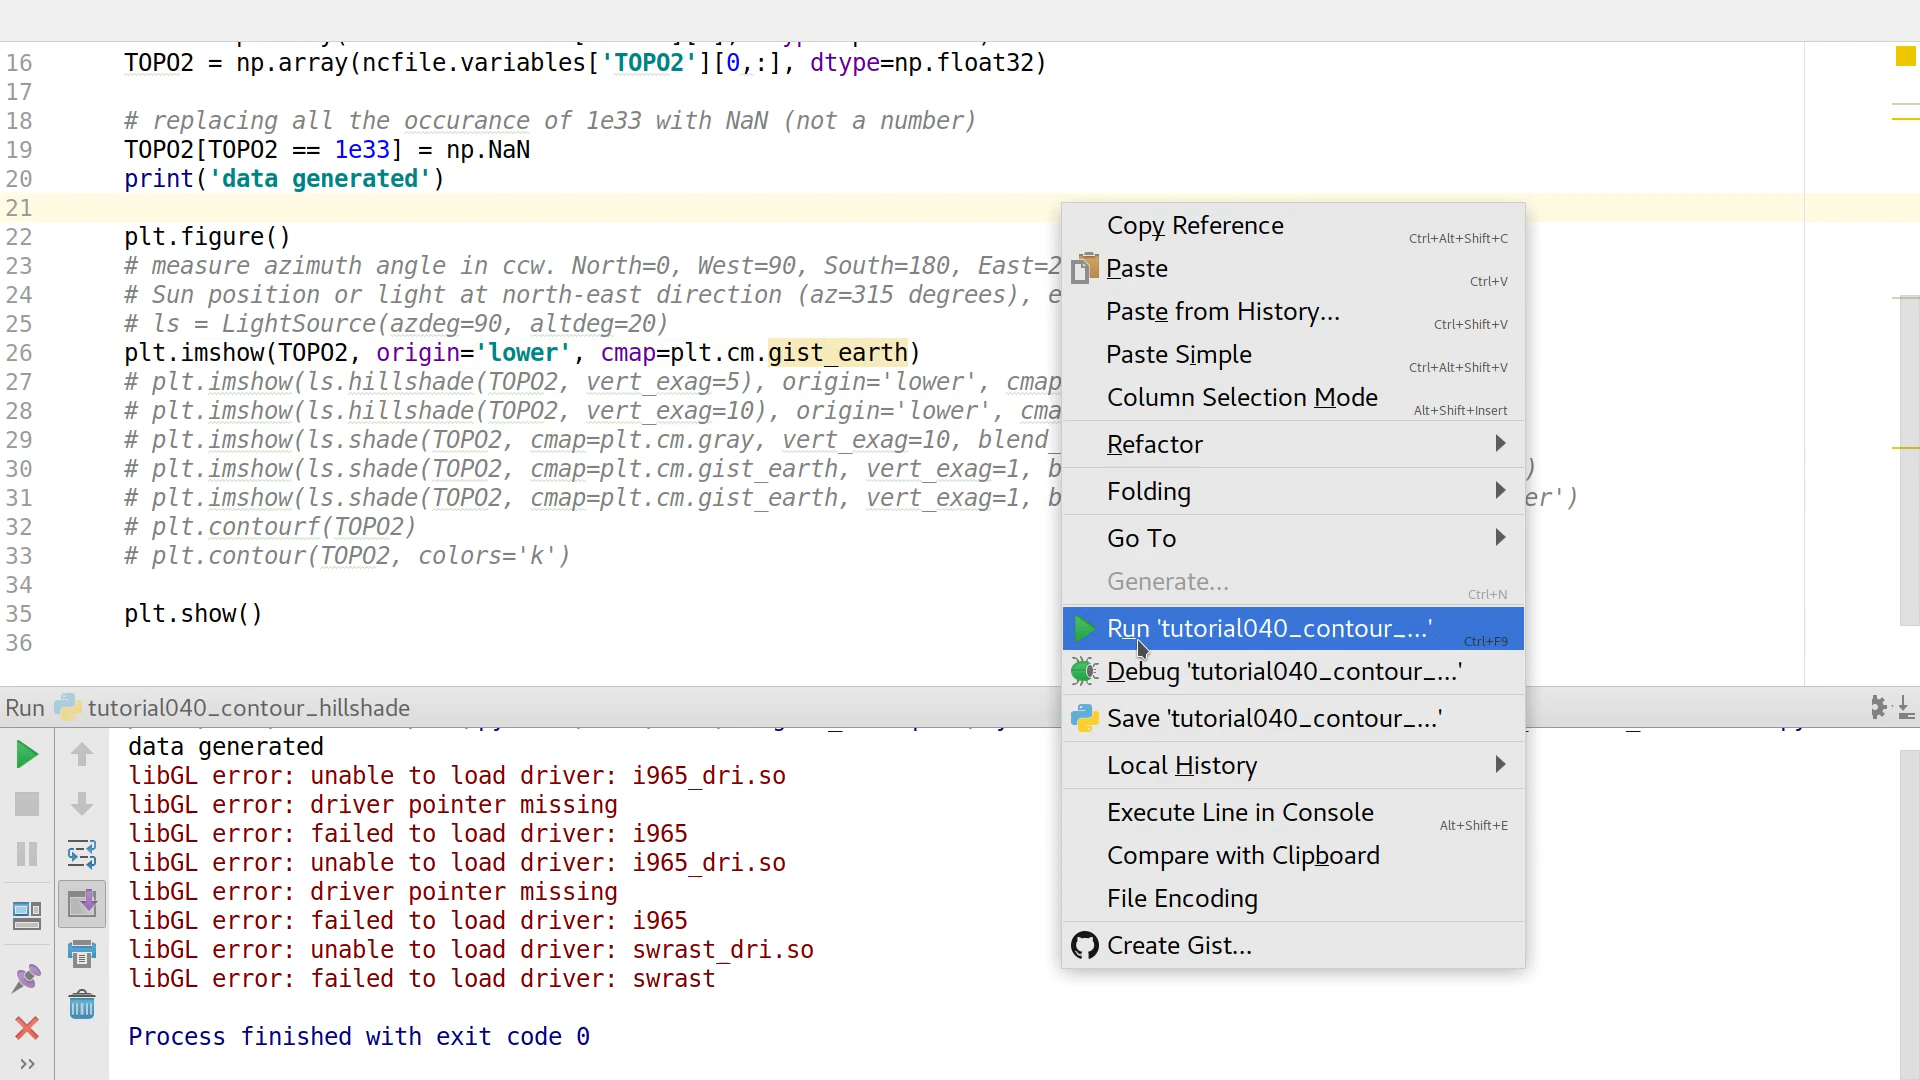 16 TOPO2 = np.array(ncfile.variables['TOPO2'][0,:], dtype=np.float32)
17
18 # replacing all the occurance of 1e33 with NaN (not a number)
19 TOPO2[TOPO2 == 1e33] = np.NaN
20 print('data generated')
21
22 plt.figure()
23 # measure azimuth angle in ccw. North=0, West=90, South=180, East=2
24 # Sun position or light at north-east direction (az=315 degrees), e
25 # ls = LightSource(azdeg=90, altdeg=20)
26 plt.imshow(TOPO2, origin='lower', cmap=plt.cm.gist_earth)
27 # plt.imshow(ls.hillshade(TOPO2, vert_exag=5), origin='lower', cmap
28 # plt.imshow(ls.hillshade(TOPO2, vert_exag=10), origin='lower', cma
29 # plt.imshow(ls.shade(TOPO2, cmap=plt.cm.gray, vert_exag=10, blend_
30 # plt.imshow(ls.shade(TOPO2, cmap=plt.cm.gist_earth, vert_exag=1, b )
31 # plt.imshow(ls.shade(TOPO2, cmap=plt.cm.gist_earth, vert_exag=1, b er')
32 # plt.contourf(TOPO2)
33 # plt.contour(TOPO2, colors='k')
34
35 plt.show()
36
Copy Reference Ctrl+Alt+Shift+C
Paste Ctrl+V
Paste from History... Ctrl+Shift+V
Paste Simple Ctrl+Alt+Shift+V
Column Selection Mode Alt+Shift+Insert
Refactor
Folding
Go To
Generate... Ctrl+N
Run 'tutorial040_contour_...' Ctrl+F9
Debug 'tutorial040_contour_...'
Save 'tutorial040_contour_...'
Local History
Execute Line in Console Alt+Shift+E
Compare with Clipboard
File Encoding
Create Gist...
Run tutorial040_contour_hillshade
data generated
libGL error: unable to load driver: i965_dri.so
libGL error: driver pointer missing
libGL error: failed to load driver: i965
libGL error: unable to load driver: i965_dri.so
libGL error: driver pointer missing
libGL error: failed to load driver: i965
libGL error: unable to load driver: swrast_dri.so
libGL error: failed to load driver: swrast
Process finished with exit code 0